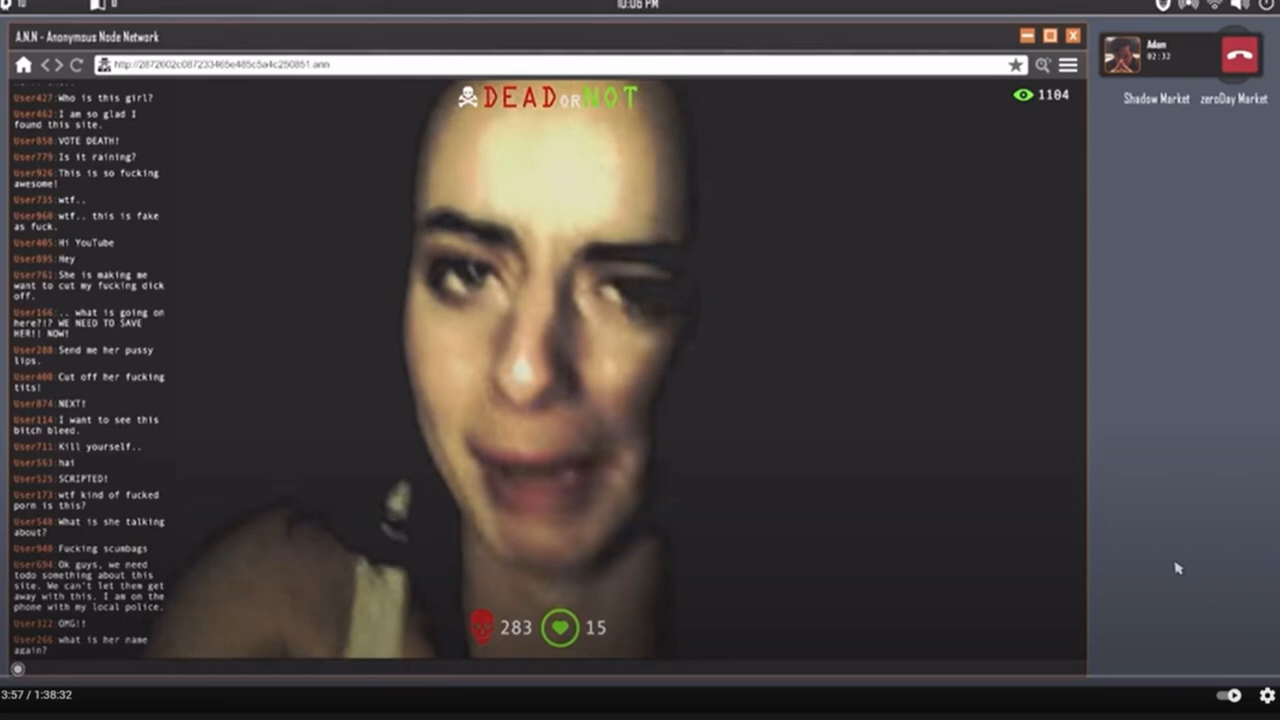 10:06 PM
A.N.N - Anonymous Node Network
Adam
02:32
http://2872602c087233465e485c5a4c250851.ann
Shadow Market zeroDay Market
DEAD OR NOT
1104
User427: Who is this girl?
User462: I am so glad I
found this site.
User858: VOTE DEATH!
User779: Is it raining?
User926: This is so fucking
awesome!
User735: wtf..
User960: wtf.. this is fake
as fuck.
User405: Hi YouTube
User895: Hey
User761: She is making me
want to cut my fucking dick
off.
User166: .. what is going on
here?!? WE NEED TO SAVE
HER!! NOW!
User288: Send me her pussy
lips.
User400: Cut off her fucking
tits!
User874: NEXT!
User114: I want to see this
bitch bleed.
User711: Kill yourself..
User563: hai
User525: SCRIPTED!
User173: wtf kind of fucked
porn is this?
User548: What is she talking
about?
User940: Fucking scumbags
User694: Ok guys, we need
todo something about this
site. We can't let them get
away with this. I am on the
phone with my local police.
User322: OMG!!
User266: what is her name
again?
283 15
3:57 / 1:38:32